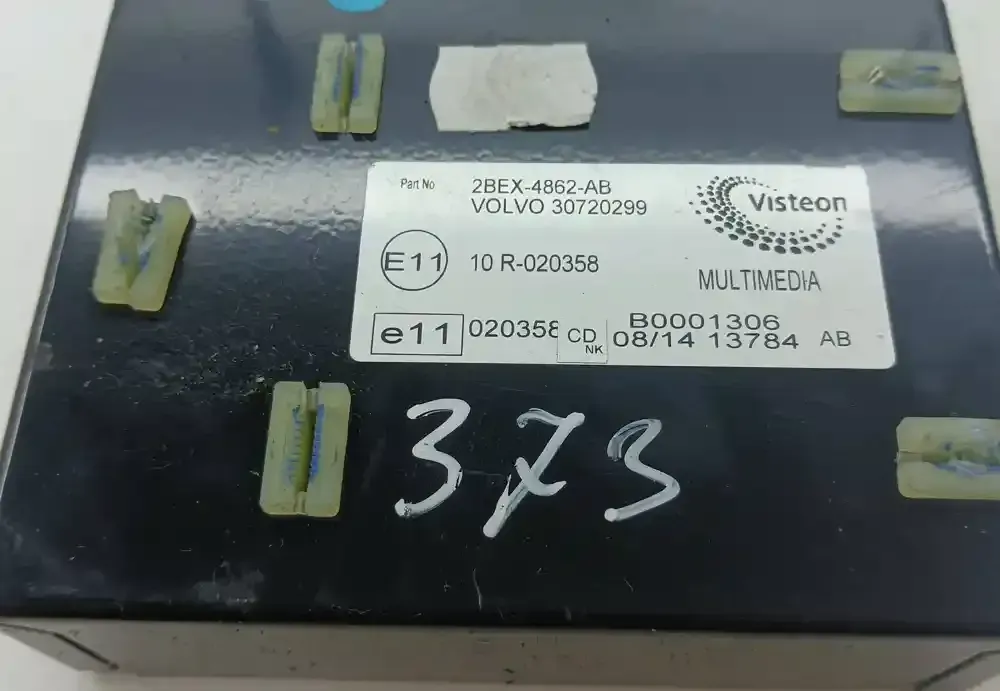 Part No 2BEX-4862-AB
VOLVO 30720299
Visteon
E11 10 R-020358
MULTIMEDIA
e11 020358 CD NK B0001306
08/14 13784 AB
373